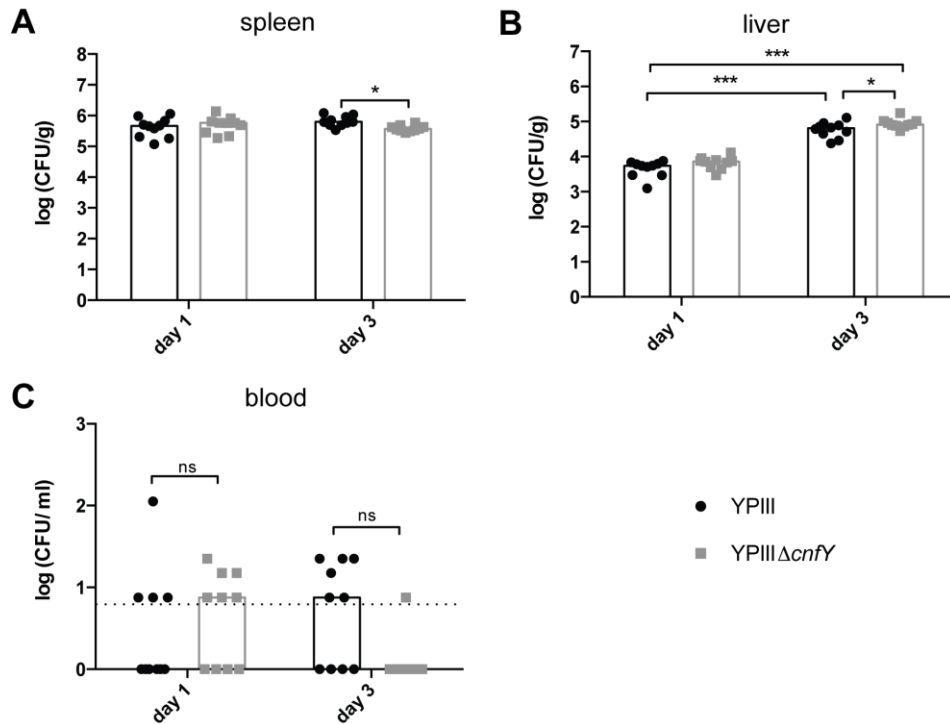 A
spleen
log (CFU/g)
8
7
6
5
4
3
2
1
0
*
day 1
day 3
B
liver
log (CFU/g)
7
6
5
4
3
2
1
0
***
***
*
day 1
day 3
C
blood
log (CFU/ ml)
3
2
1
0
ns
ns
day 1
day 3
YPIII
YPIIIΔcnfY